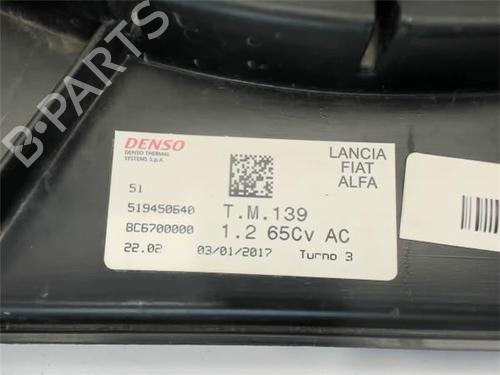 B-PARTS
DENSO
DENSO THERMAL
SYSTEMS S.p.A.
LANCIA
FIAT
ALFA
51
519450640
T.M.139
BC6700000
1.2 65Cv AC
22.02 03/01/2017 Turno 3